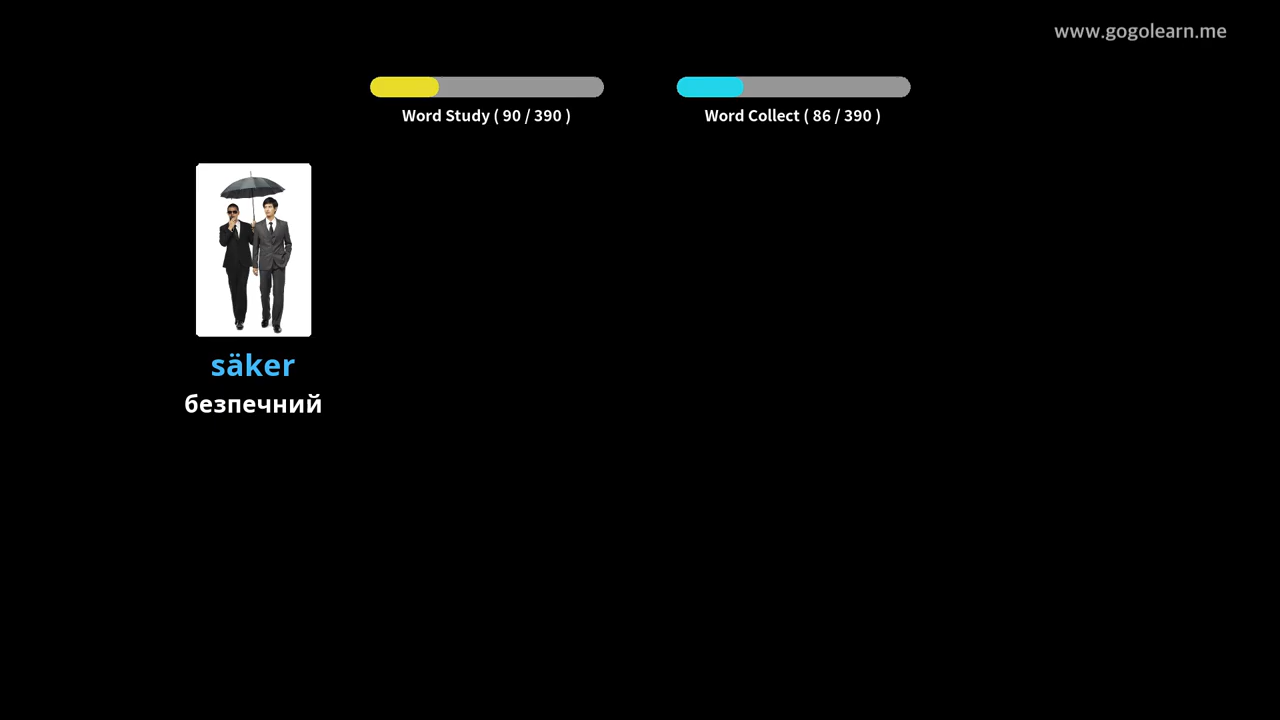 www.gogolearn.me
Word Study ( 90 / 390 )
Word Collect ( 86 / 390 )
säker
безпечний